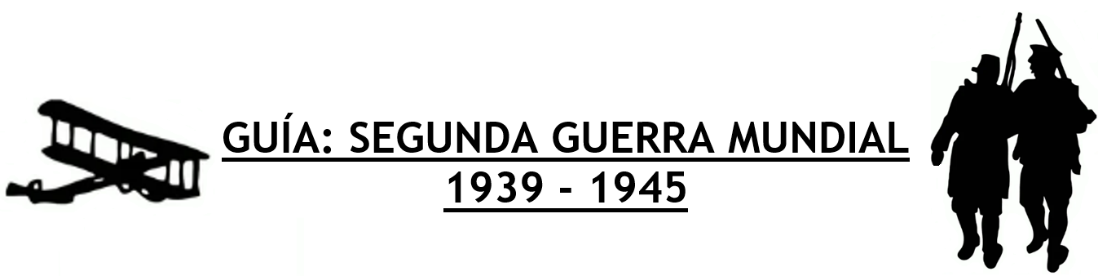 GUÍA: SEGUNDA GUERRA MUNDIAL
1939 - 1945